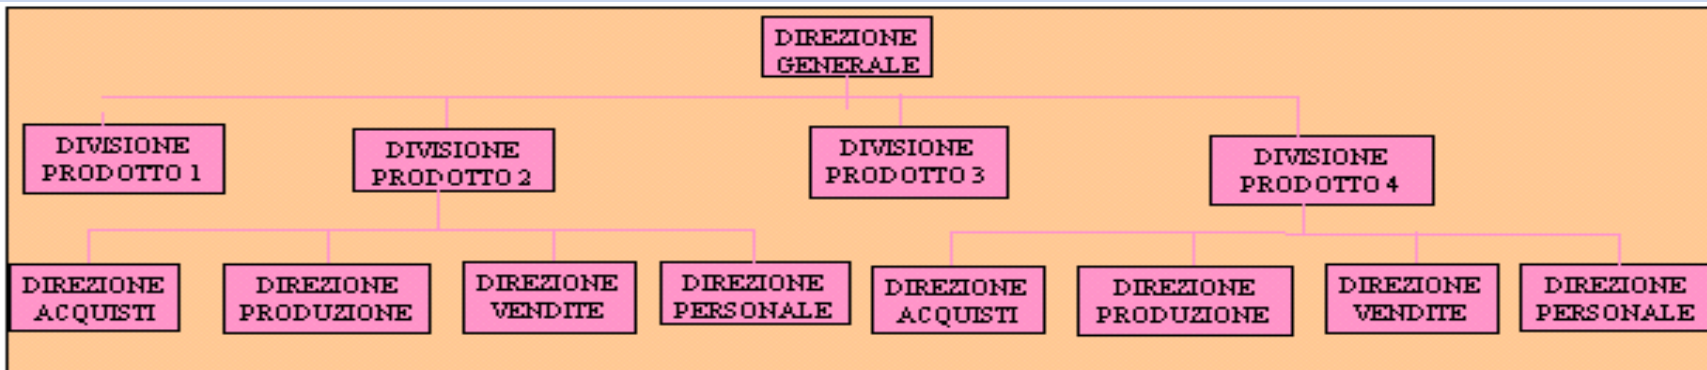 DIREZIONE
GENERALE
DIVISIONE
PRODOTTO 1
DIVISIONE
PRODOTTO 2
DIVISIONE
PRODOTTO 3
DIVISIONE
PRODOTTO 4
DIREZIONE
ACQUISTI
DIREZIONE
PRODUZIONE
DIREZIONE
VENDITE
DIREZIONE
PERSONALE
DIREZIONE
ACQUISTI
DIREZIONE
PRODUZIONE
DIREZIONE
VENDITE
DIREZIONE
PERSONALE